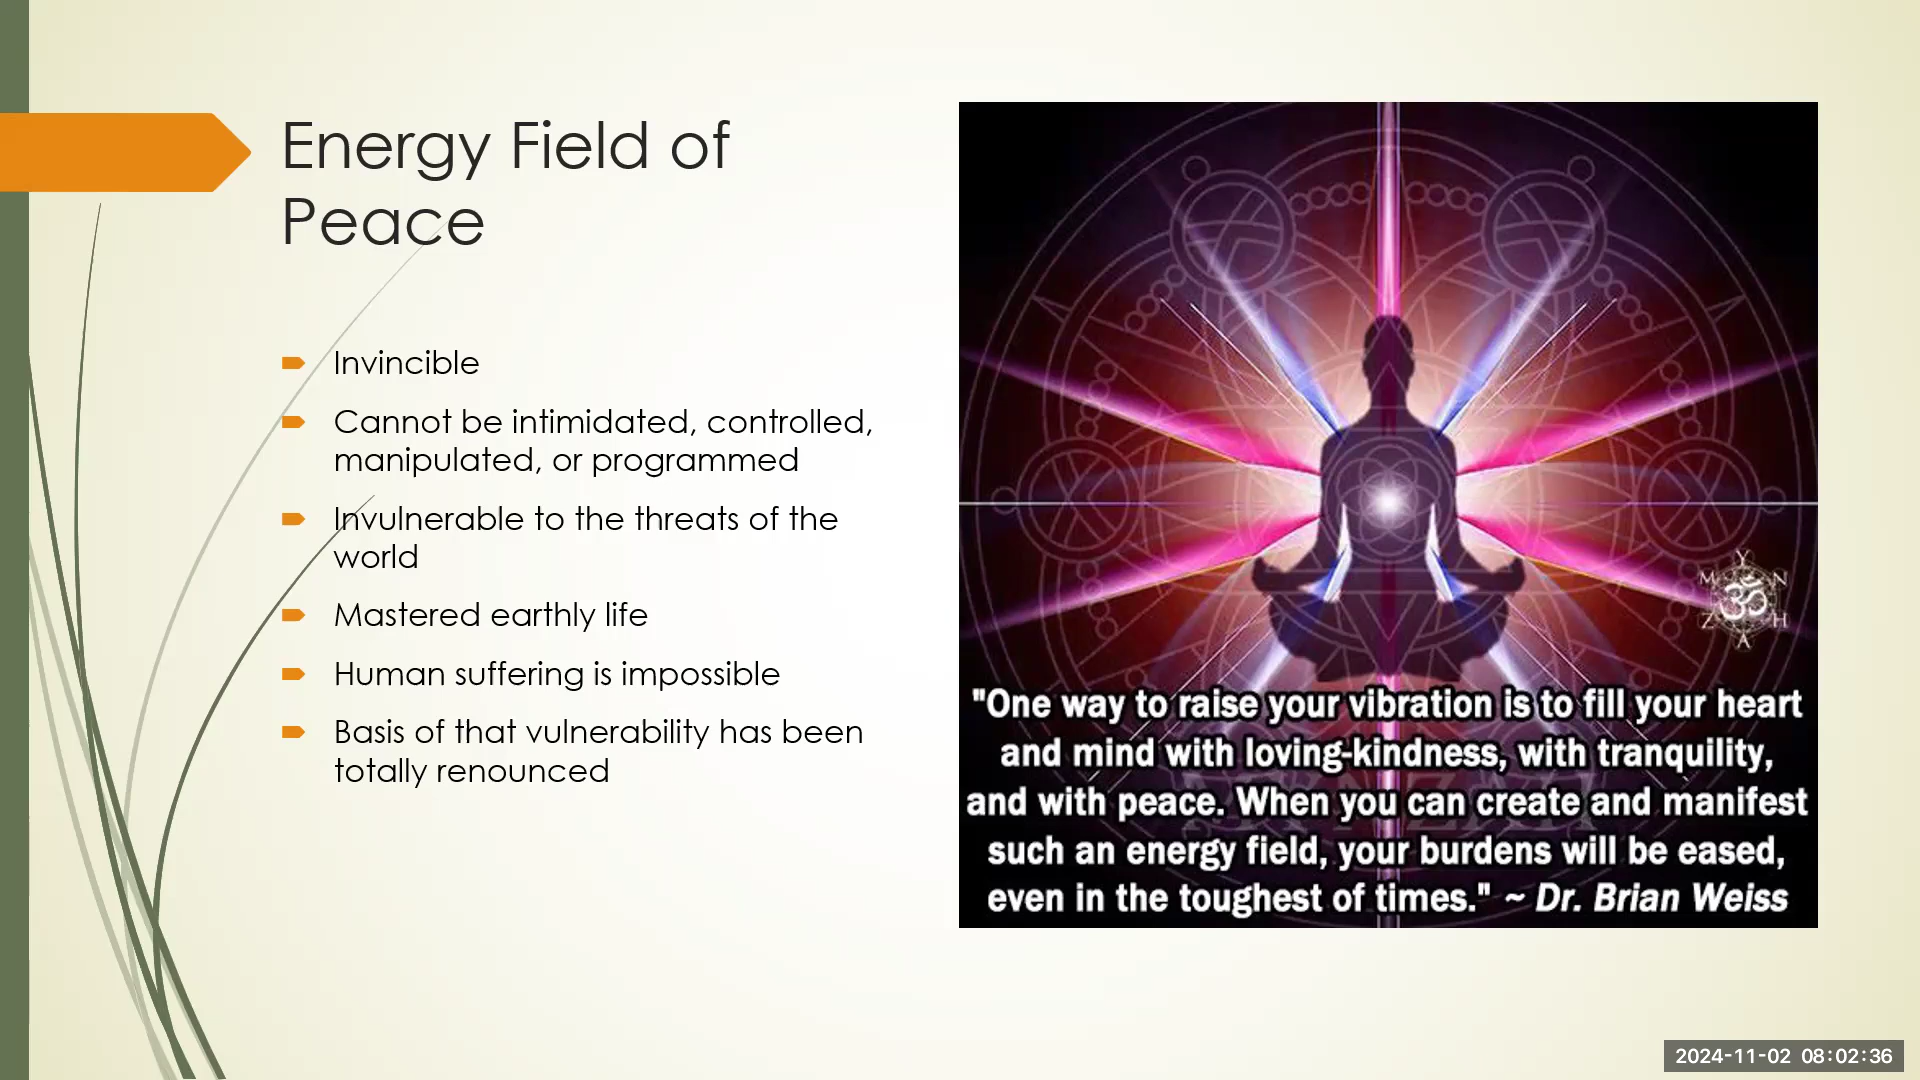 Energy Field of
Peace
Invincible
Cannot be intimidated, controlled,
manipulated, or programmed
Invulnerable to the threats of the
world
Mastered earthly life
Human suffering is impossible
Basis of that vulnerability has been
totally renounced
Y
M N
ॐ
Z H
A
"One way to raise your vibration is to fill your heart
and mind with loving-kindness, with tranquility,
and with peace. When you can create and manifest
such an energy field, your burdens will be eased,
even in the toughest of times." ~ Dr. Brian Weiss
2024-11-02 08:02:36